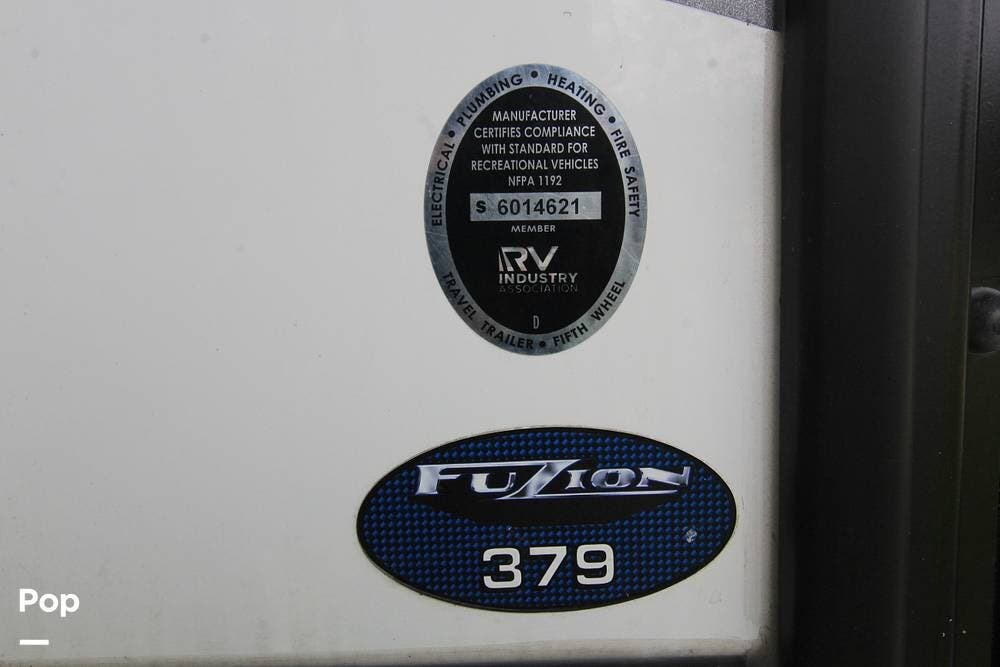 ELECTRICAL • PLUMBING • HEATING • FIRE SAFETY
MANUFACTURER
CERTIFIES COMPLIANCE
WITH STANDARD FOR
RECREATIONAL VEHICLES
NFPA 1192
S 6014621
MEMBER
RV
INDUSTRY
ASSOCIATION
D
TRAVEL TRAILER • FIFTH WHEEL
FUZION
379
Pop